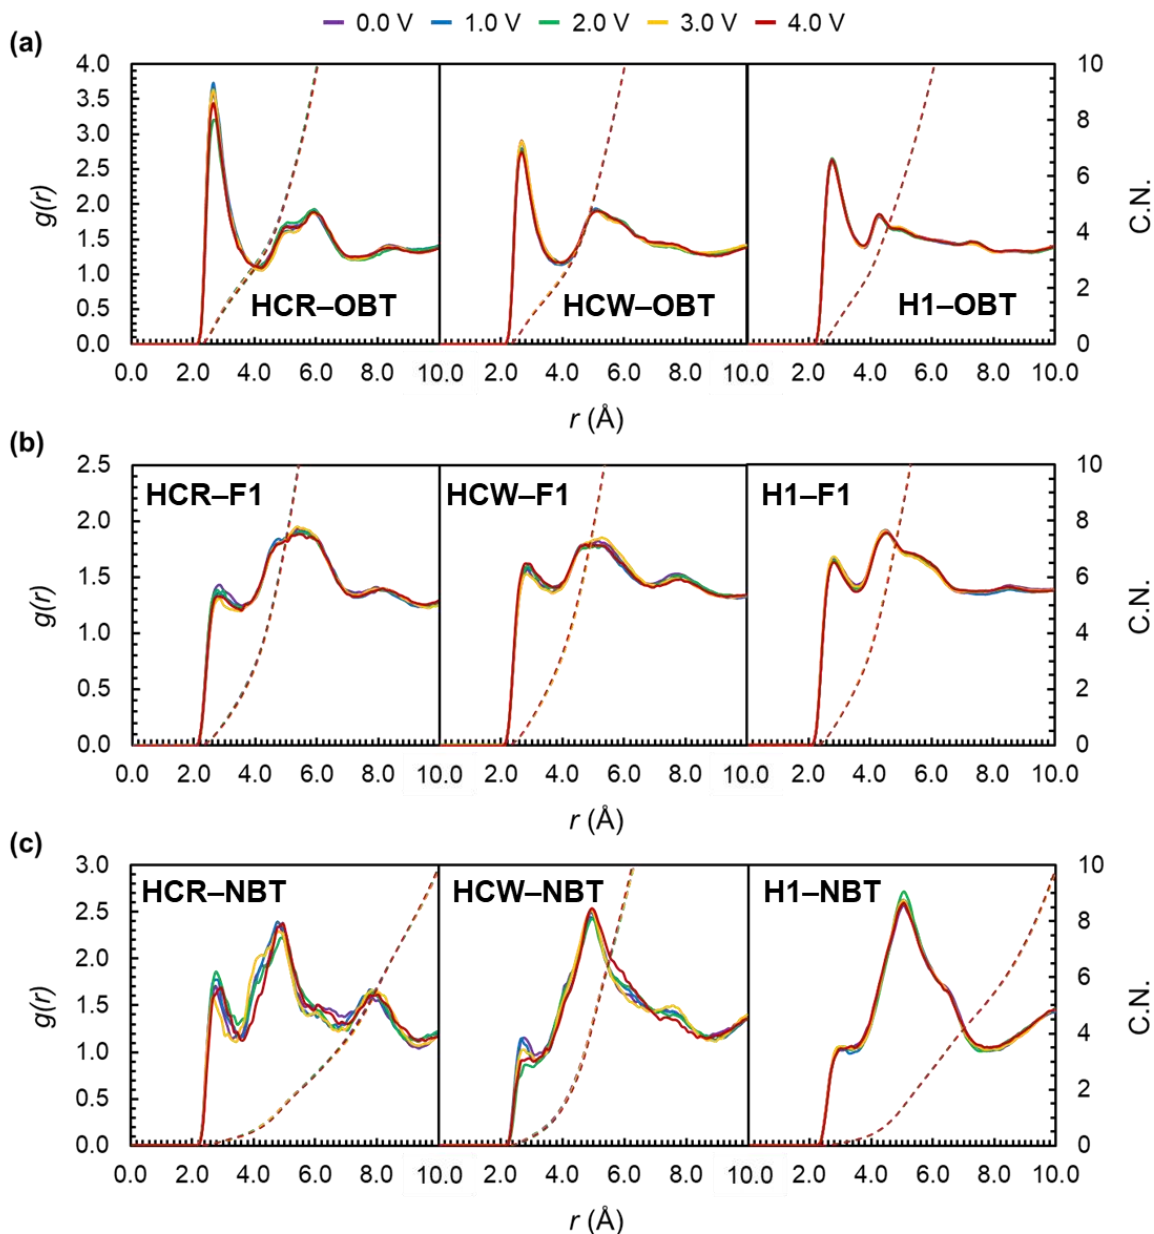 0.0 V 1.0 V 2.0 V 3.0 V 4.0 V
(a)
4.0 3.5 3.0 2.5 2.0 1.5 1.0 0.5 0.0
g(r)
HCR–OBT HCW–OBT H1–OBT
10 8 6 4 2 0
C.N.
0.0 2.0 4.0 6.0 8.0 10.0 2.0 4.0 6.0 8.0 10.0 2.0 4.0 6.0 8.0 10.0
r (Å)
(b)
2.5 2.0 1.5 1.0 0.5 0.0
g(r)
HCR–F1 HCW–F1 H1–F1
10 8 6 4 2 0
C.N.
0.0 2.0 4.0 6.0 8.0 10.0 2.0 4.0 6.0 8.0 10.0 2.0 4.0 6.0 8.0 10.0
r (Å)
(c)
3.0 2.5 2.0 1.5 1.0 0.5 0.0
g(r)
HCR–NBT HCW–NBT H1–NBT
10 8 6 4 2 0
C.N.
0.0 2.0 4.0 6.0 8.0 10.0 2.0 4.0 6.0 8.0 10.0 2.0 4.0 6.0 8.0 10.0
r (Å)